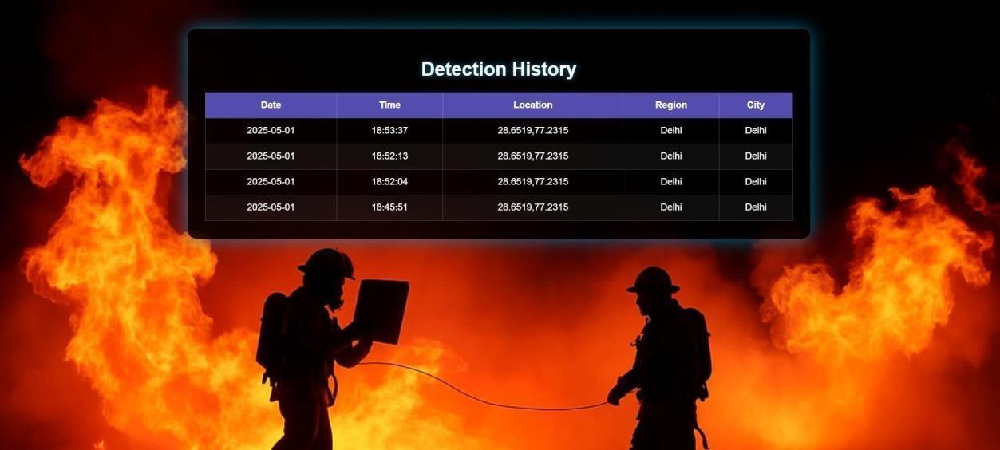 Detection History
Date Time Location Region City
2025-05-01 18:53:37 28.6519,77.2315 Delhi Delhi
2025-05-01 18:52:13 28.6519,77.2315 Delhi Delhi
2025-05-01 18:52:04 28.6519,77.2315 Delhi Delhi
2025-05-01 18:45:51 28.6519,77.2315 Delhi Delhi